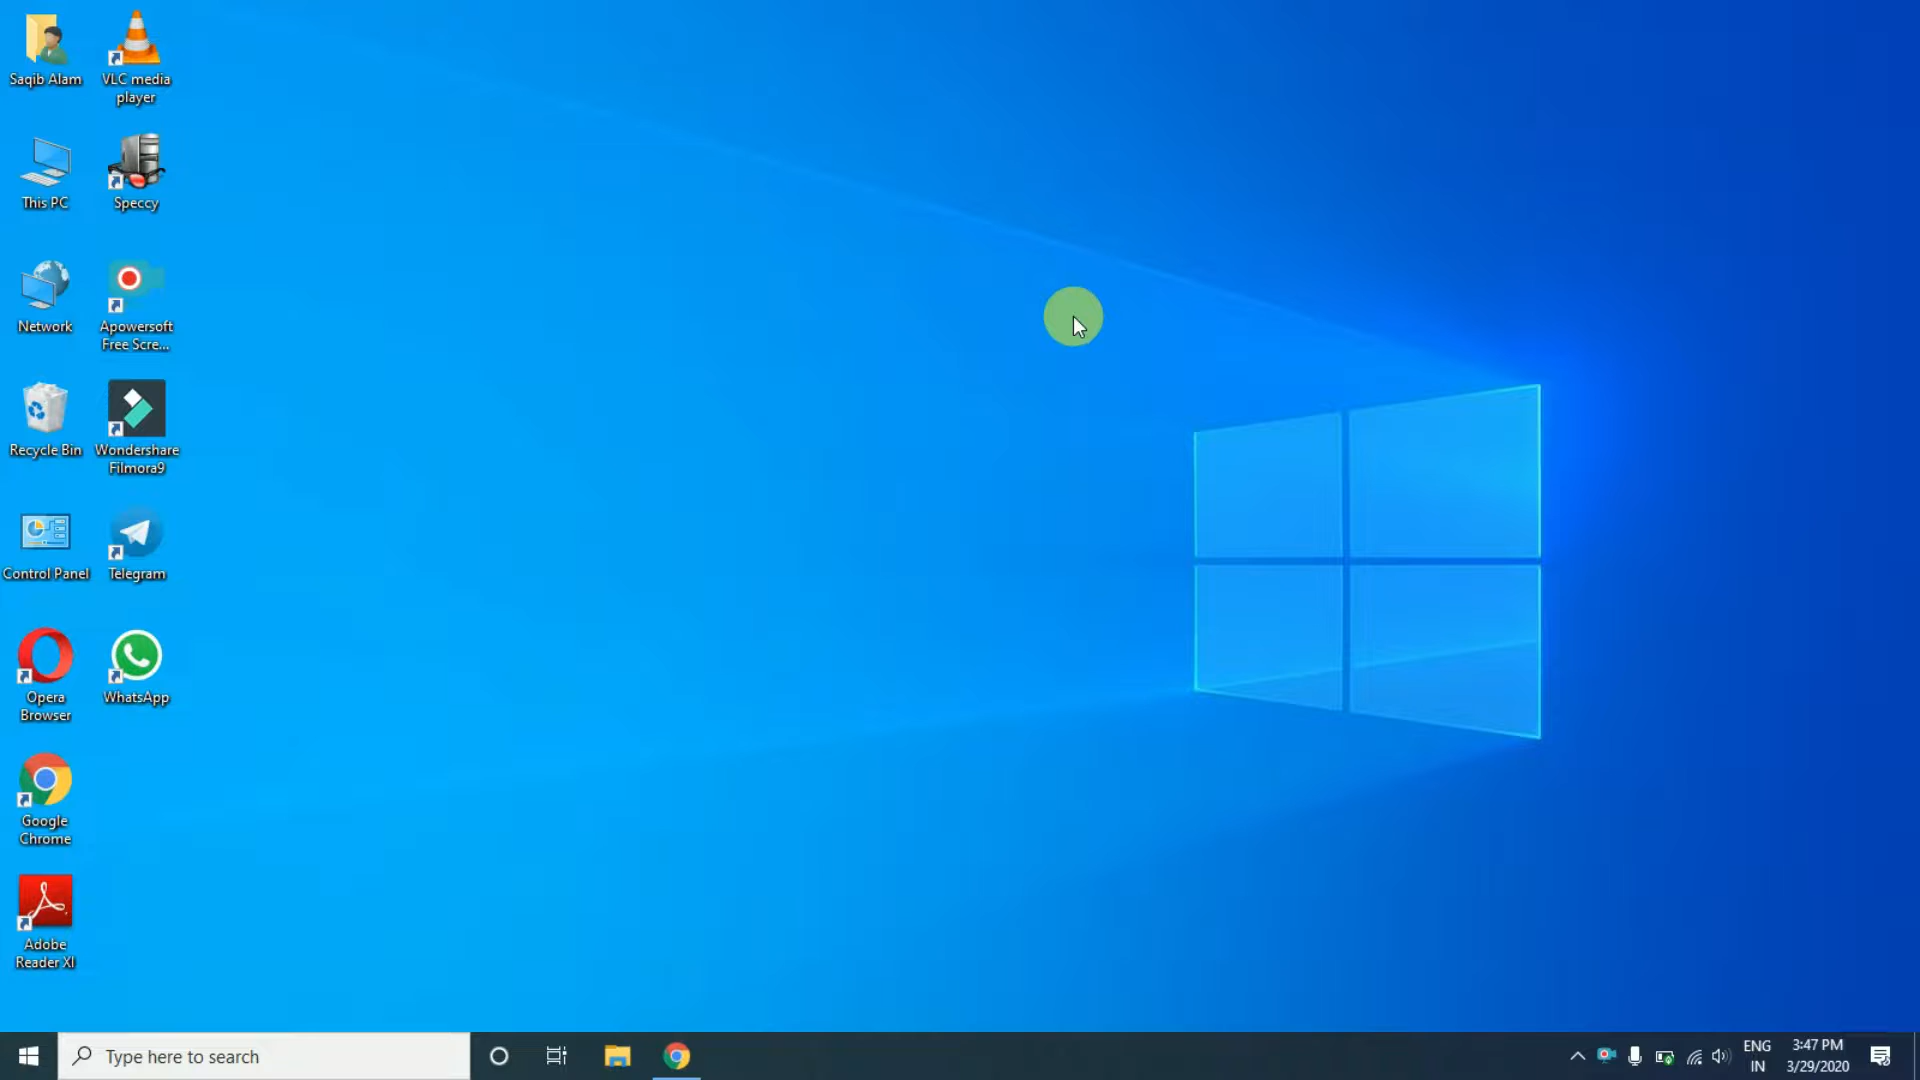 Saqib Alam
VLC media
player
This PC
Speccy
Network
Apowersoft
Free Scre...
Recycle Bin
Wondershare
Filmora9
Control Panel
Telegram
Opera
Browser
WhatsApp
Google
Chrome
Adobe
Reader XI
Type here to search
ENG
IN
3:47 PM
3/29/2020